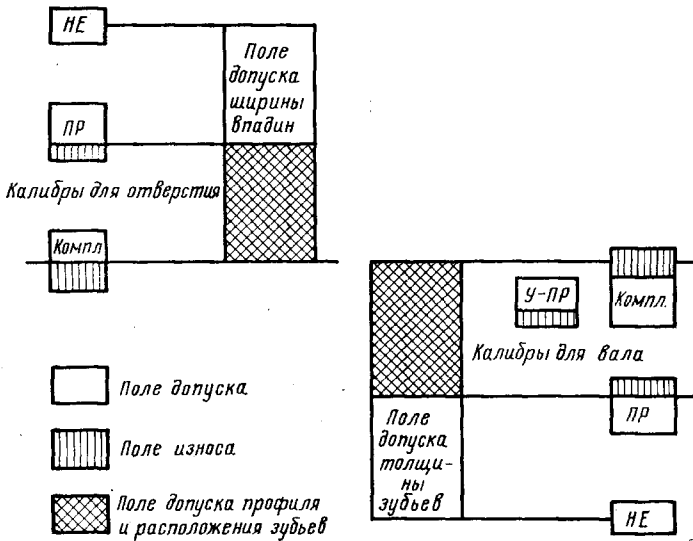 НЕ
Поле
допуска
ширины
впадин
ПР
Калибры для отверстия
Компл
У-ПР
Компл.
Калибры для вала
ПР
Поле
допуска
толщи-
ны
зубьев
НЕ
Поле допуска
Поле износа
Поле допуска профиля
и расположения зубьев